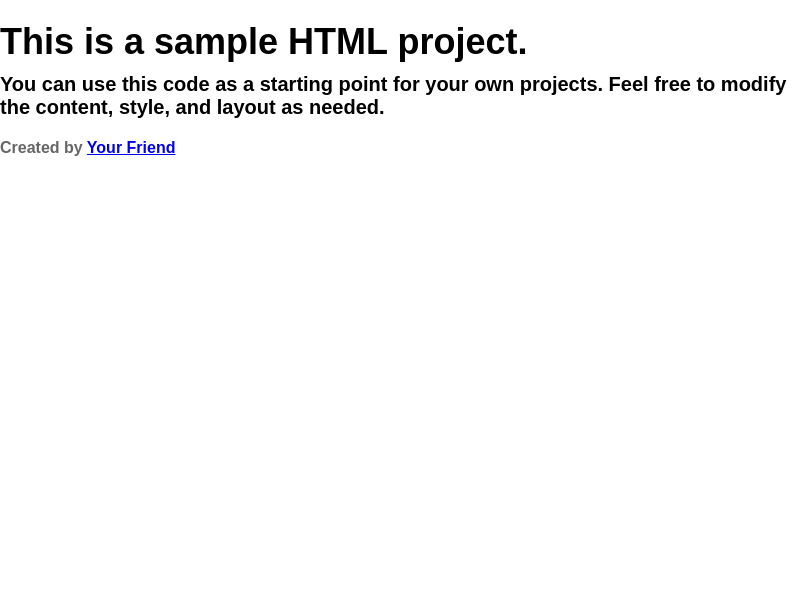 This is a sample HTML project.
You can use this code as a starting point for your own projects. Feel free to modify
the content, style, and layout as needed.
Created by Your Friend